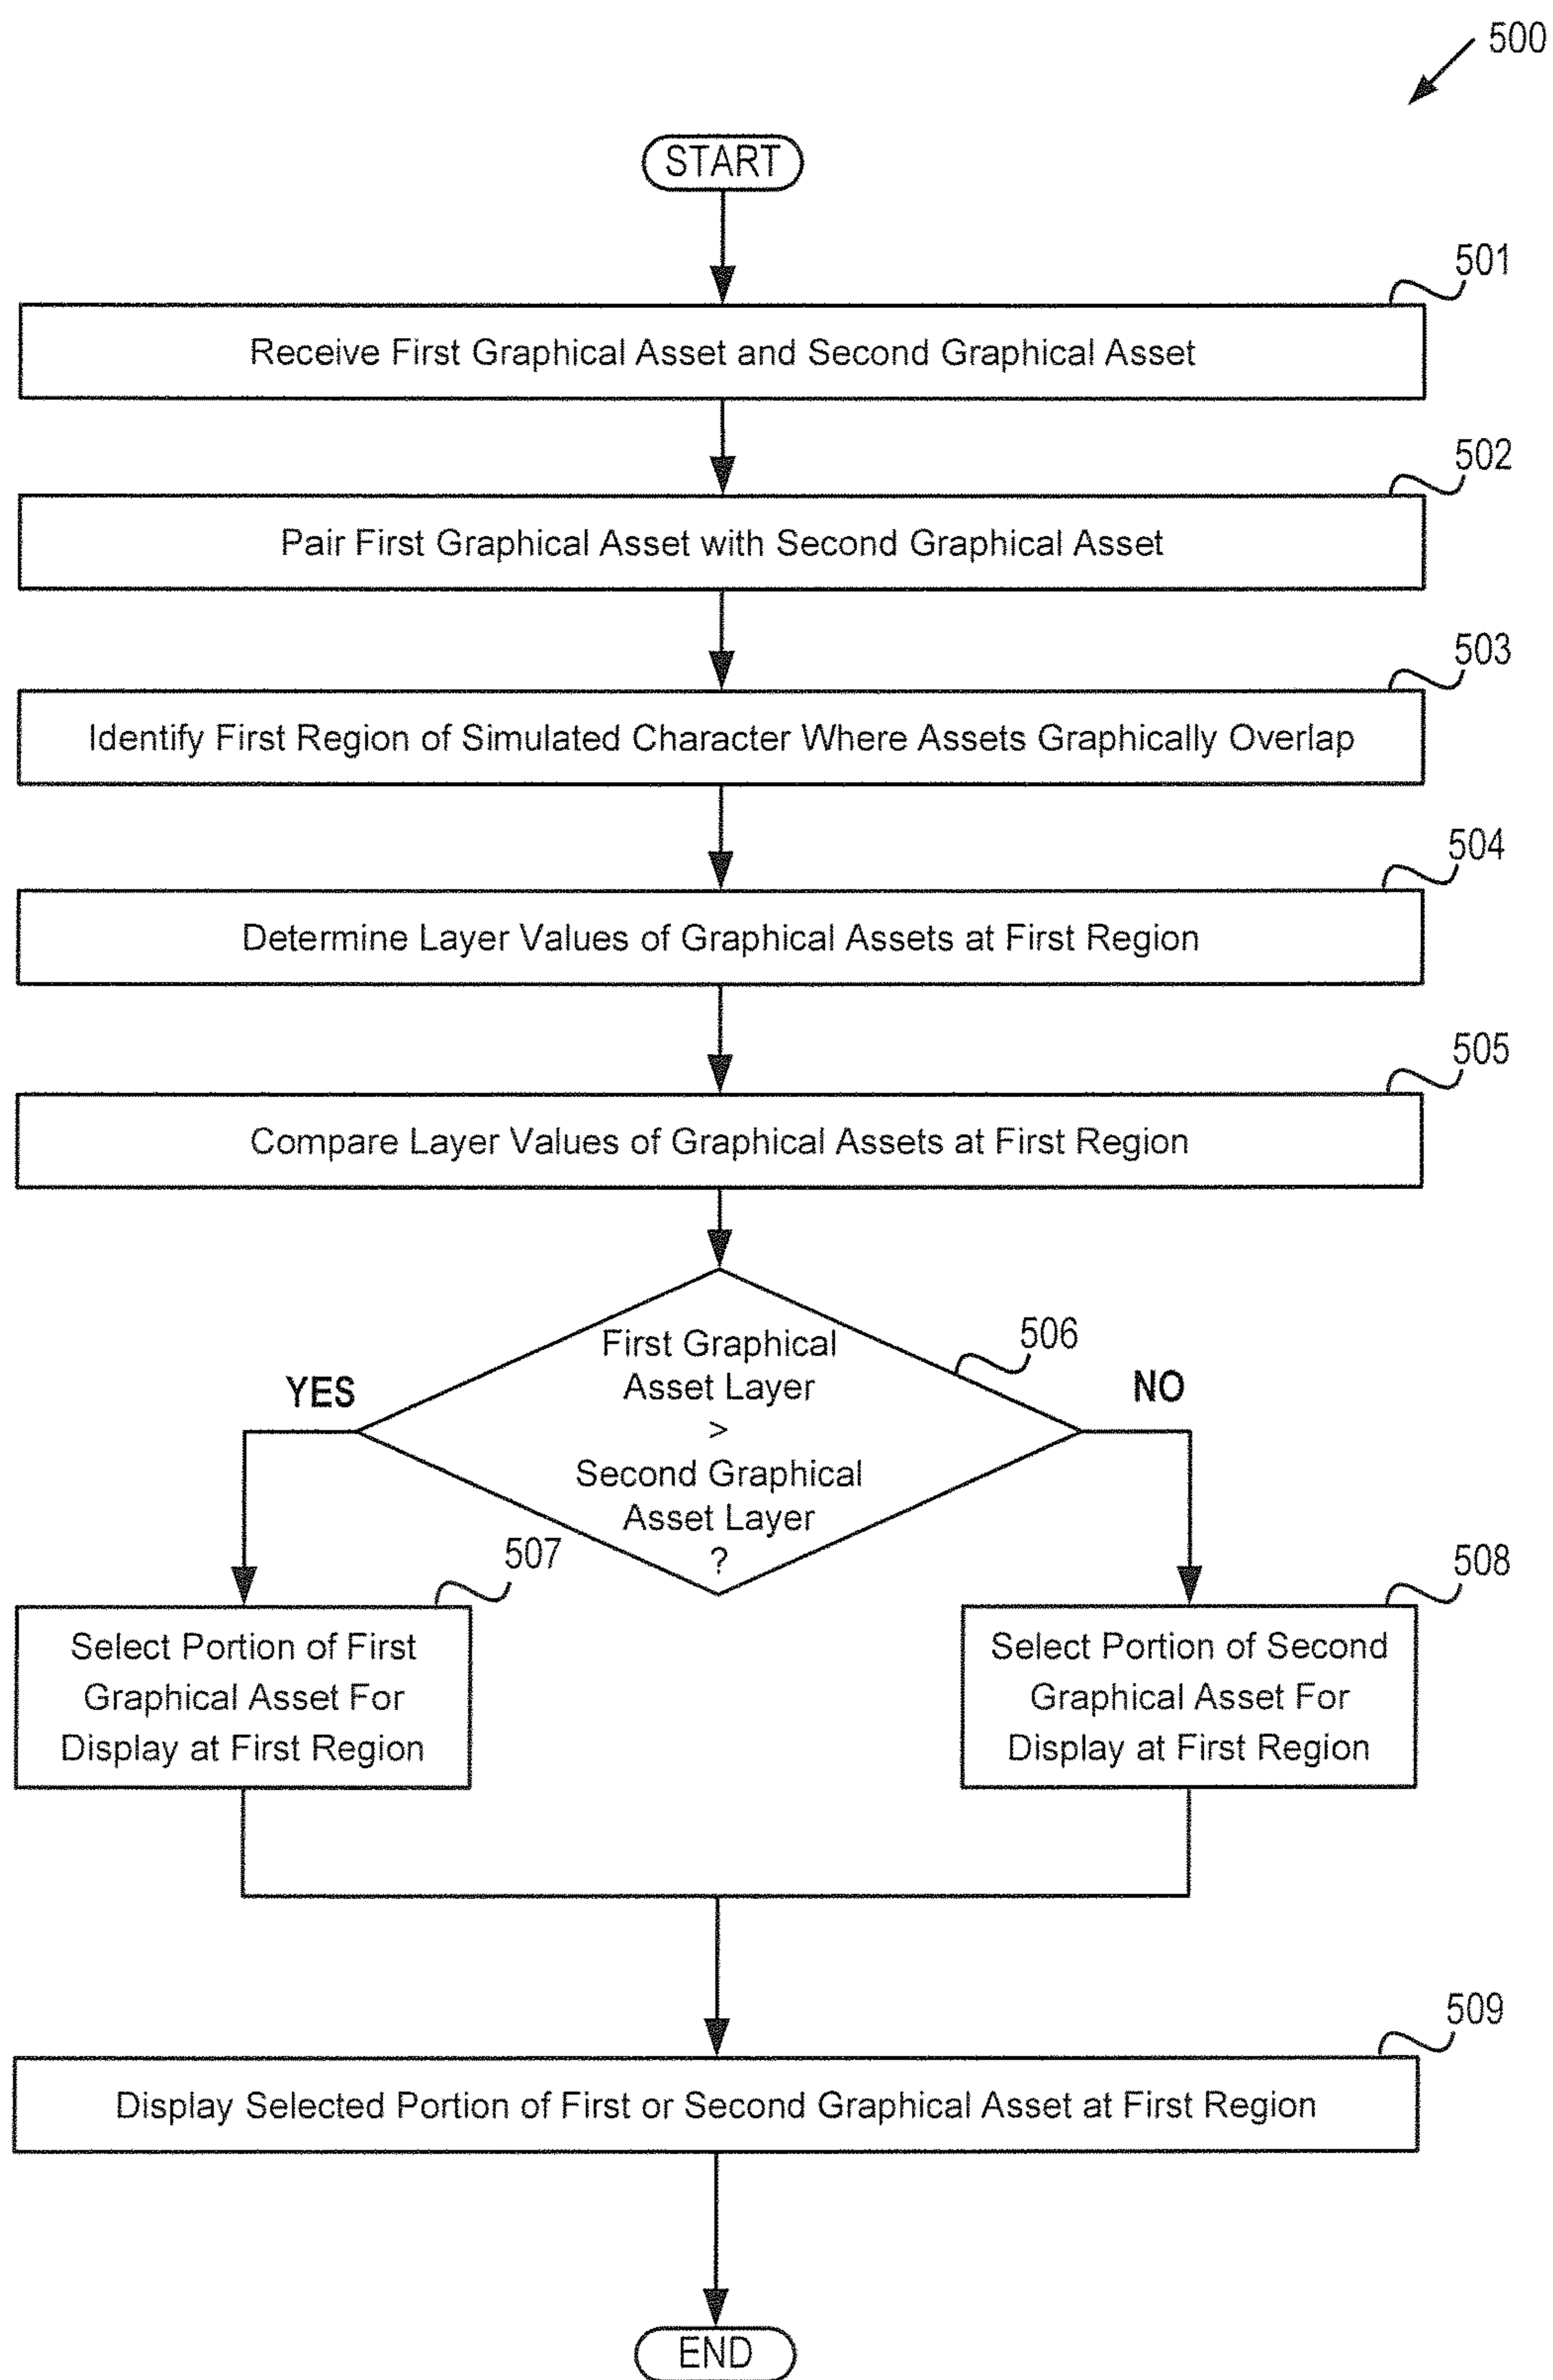 500
START
501
Receive First Graphical Asset and Second Graphical Asset
502
Pair First Graphical Asset with Second Graphical Asset
503
Identify First Region of Simulated Character Where Assets Graphically Overlap
504
Determine Layer Values of Graphical Assets at First Region
505
Compare Layer Values of Graphical Assets at First Region
506
First Graphical
Asset Layer
>
Second Graphical
Asset Layer
?
YES
NO
507
Select Portion of First
Graphical Asset For
Display at First Region
508
Select Portion of Second
Graphical Asset For
Display at First Region
509
Display Selected Portion of First or Second Graphical Asset at First Region
END